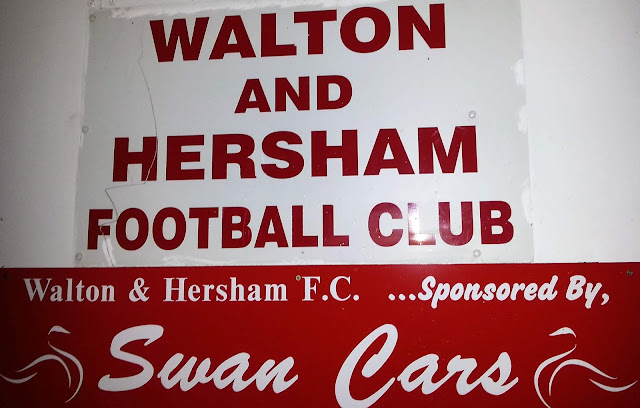 WALTON
AND
HERSHAM
FOOTBALL CLUB
Walton & Hersham F.C. ...Sponsored By,
Swan Cars